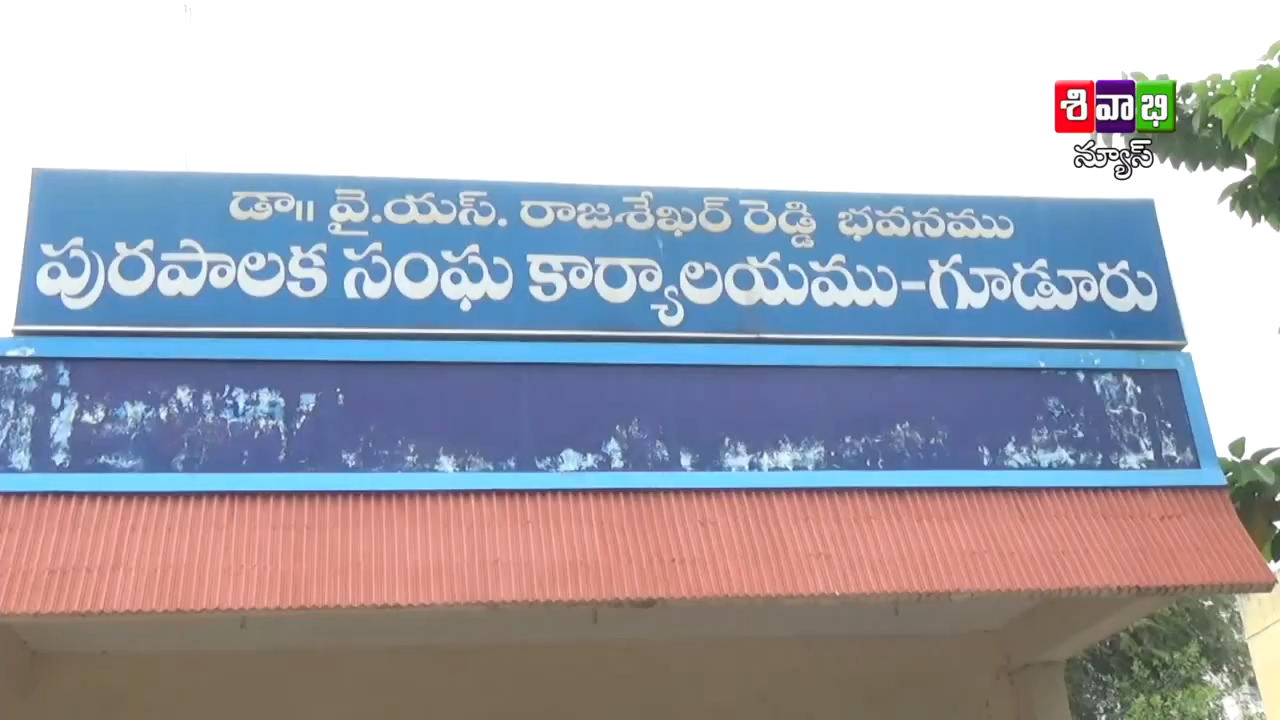 శివాభి
న్యూస్
డా॥ వై.యస్. రాజశేఖర్ రెడ్డి భవనము
పురపాలక సంఘ కార్యాలయము-గూడూరు